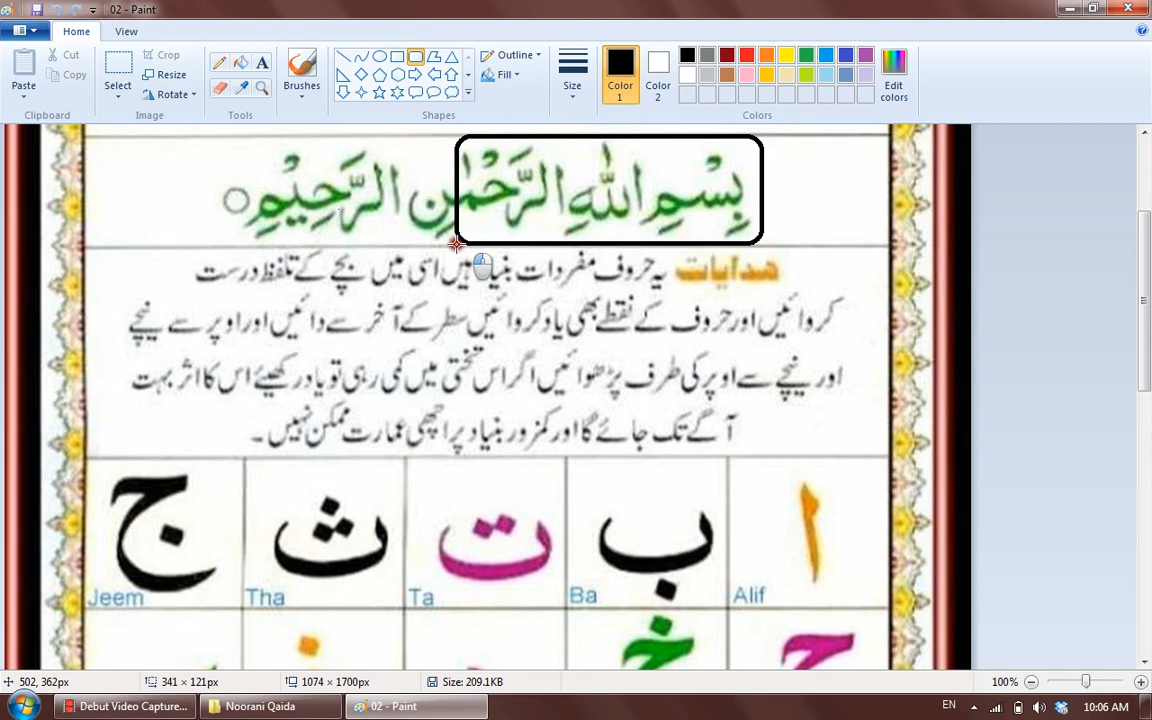 02 - Paint
Home
View
Paste
Cut
Copy
Clipboard
Select
Crop
Resize
Rotate
Image
Tools
Brushes
Shapes
Outline
Fill
Size
Color 1
Color 2
Edit colors
Colors
بِسْمِ اللّٰهِ الرَّحْمٰنِ الرَّحِيْمِ
ھدایات یہ حروف مفردات بنیاد ہیں اسی میں بچے کے تلفظ درست
کروائیں اور حروف کے نقطے بھی یاد کروائیں سطر کے آخر سے دائیں اور اوپر سے نیچے
اور نیچے سے اوپر کی طرف پڑھوائیں اگر اس تختی میں کمی رہی تو یاد رکھیئے اس کا اثر بہت
آگے تک جائے گا اور کمزور بنیاد پر اچھی عمارت ممکن نہیں۔
ا ب ت ث ج
Alif Ba Ta Tha Jeem
ح خ
502, 362px
341 × 121px
1074 × 1700px
Size: 209.1KB
100%
Debut Video Capture...
Noorani Qaida
02 - Paint
EN
10:06 AM